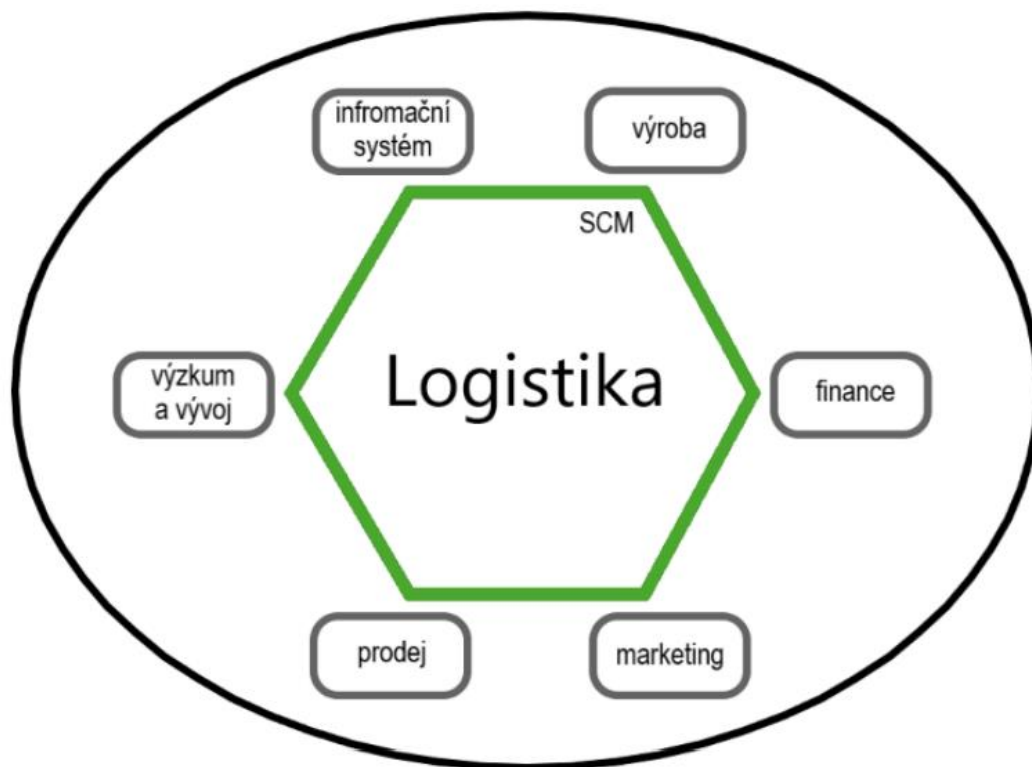 infromační
systém
výroba
SCM
výzkum
a vývoj
Logistika
finance
prodej
marketing